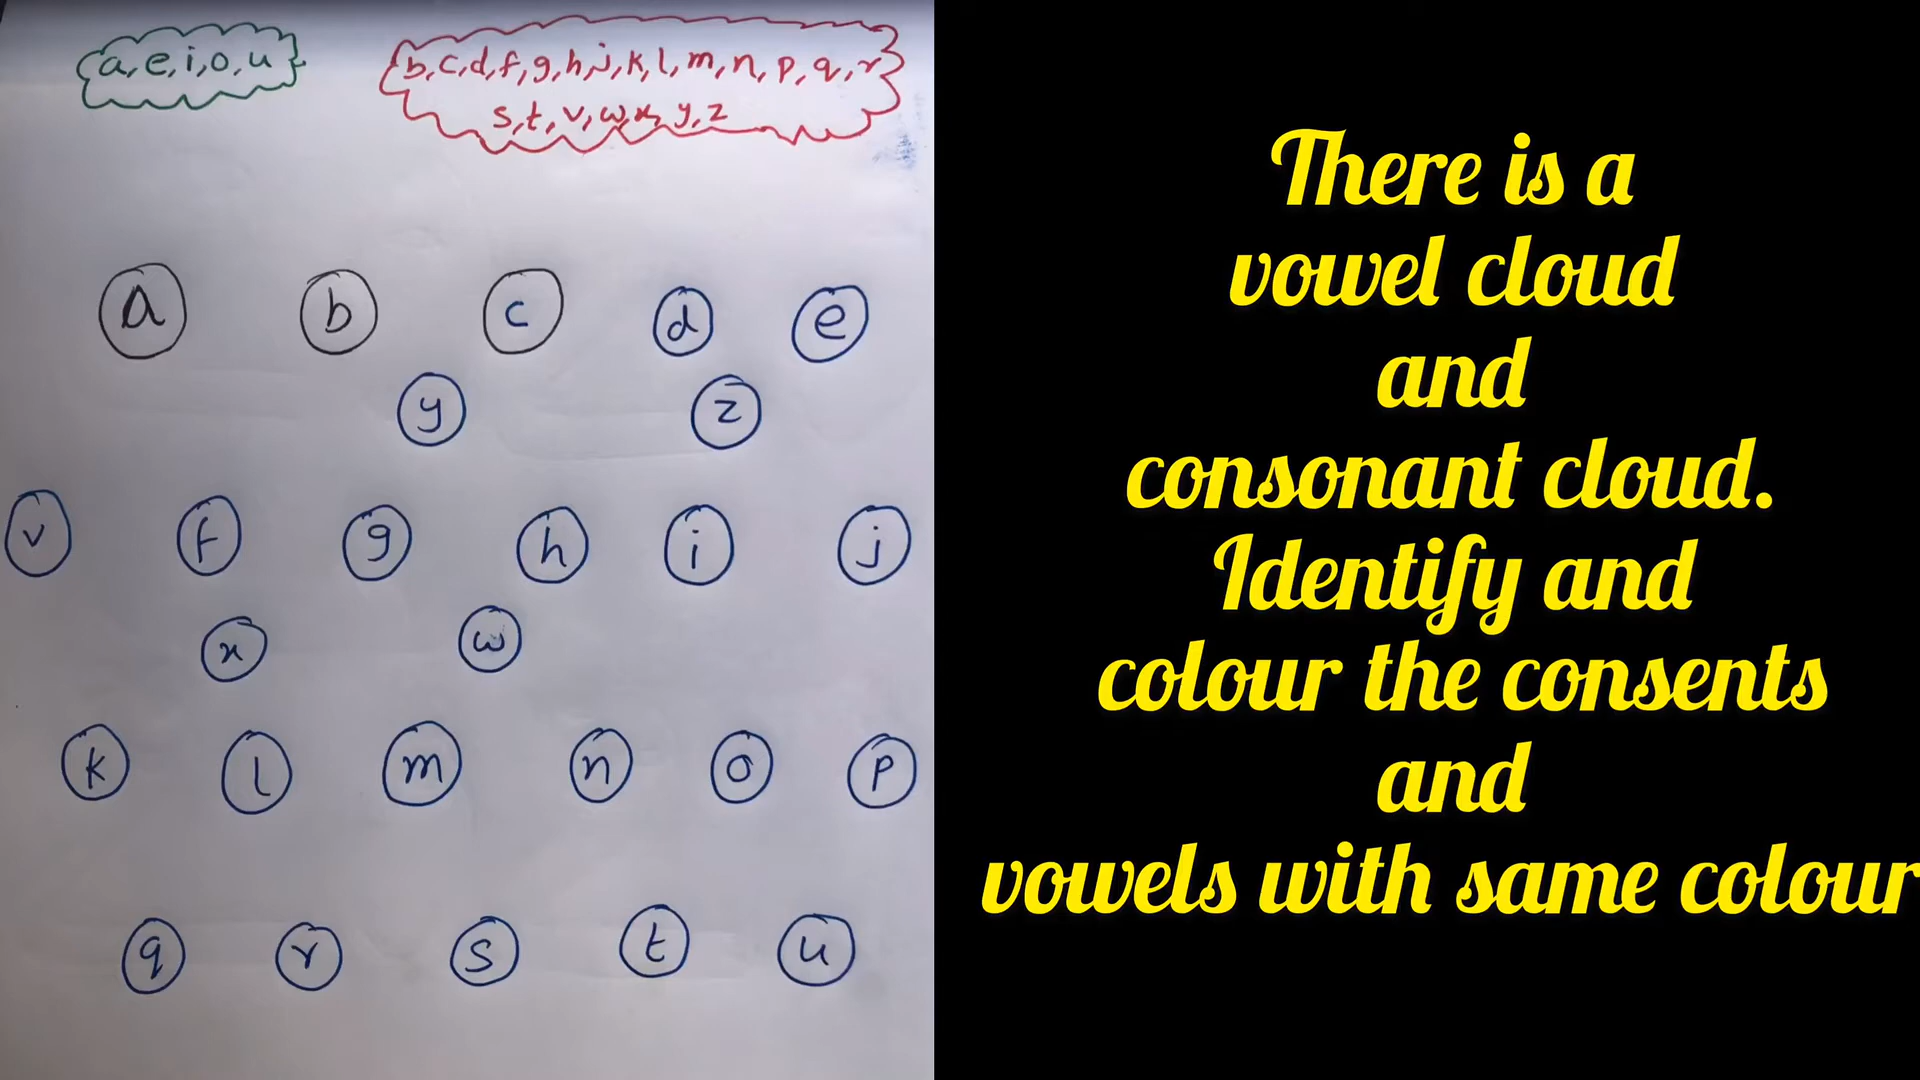 a, e, i, o, u
b, c, d, f, g, h, j, k, l, m, n, p, q, r
s, t, v, w, x, y, z
a b c d e
y z
v f g h i j
x w
k l m n o p
q r s t u
There is a
vowel cloud
and
consonant cloud.
Identify and
colour the consents
and
vowels with same colour